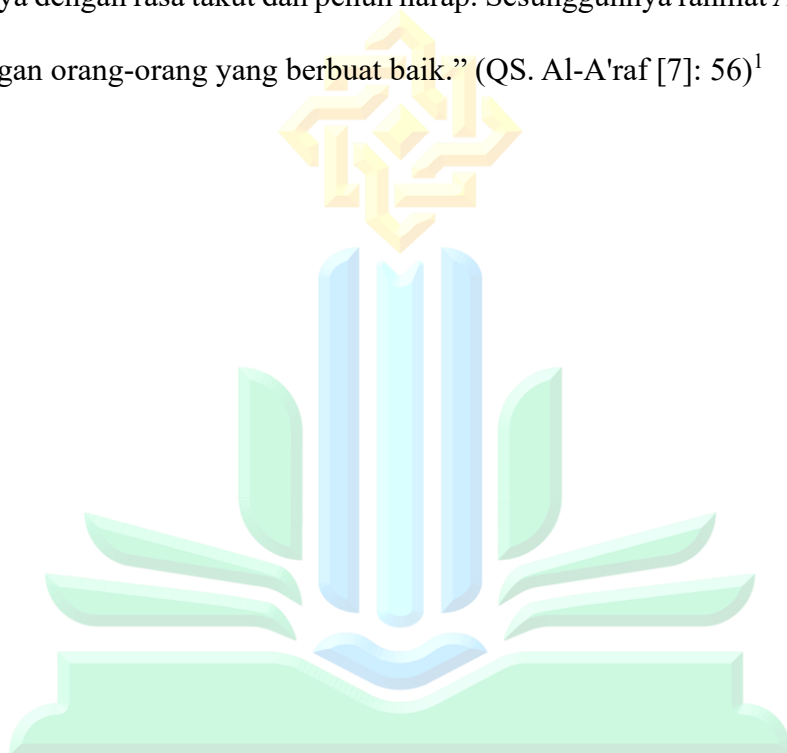 ya dengan rasa takut dan penuh harap. Sesungguhnya rahmat A
gan orang-orang yang berbuat baik.” (QS. Al-A'raf [7]: 56)1